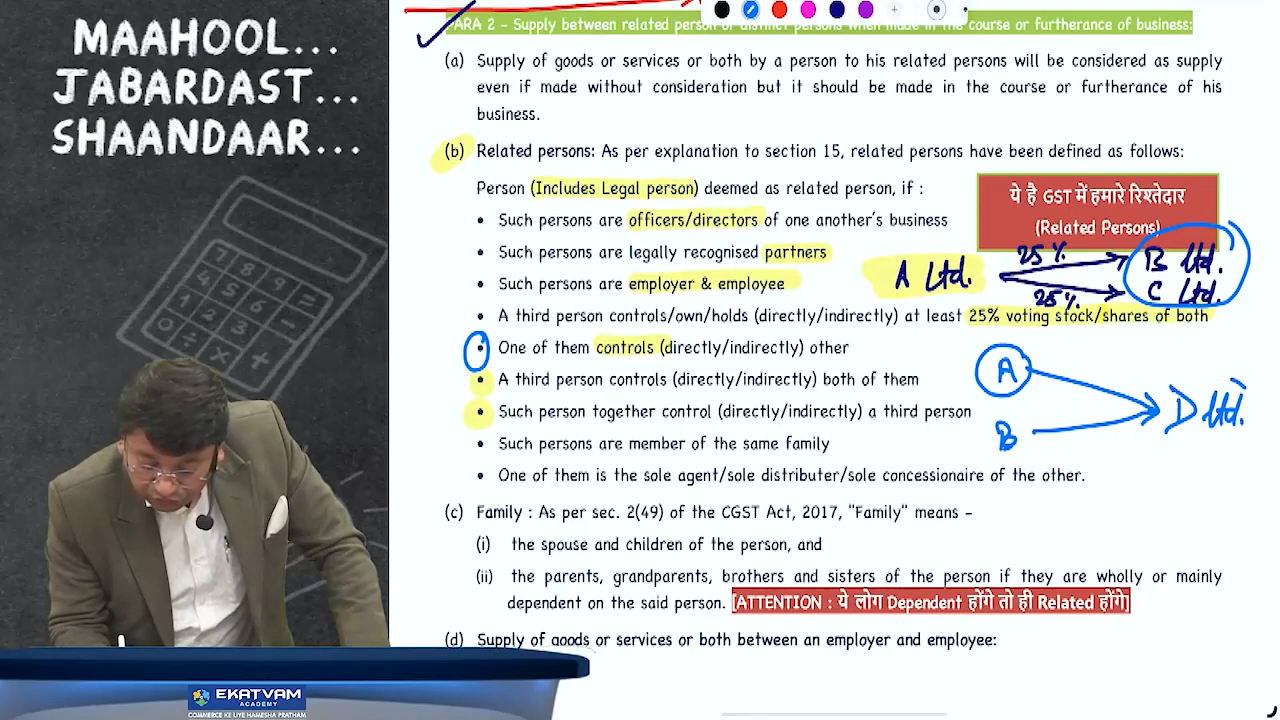 MAAHOOL...
JABARDAST...
SHAANDAAR...
PARA 2 - Supply between related person or distinct persons when made in the course or furtherance of business:
(a) Supply of goods or services or both by a person to his related persons will be considered as supply
even if made without consideration but it should be made in the course or furtherance of his
business.
(b) Related persons: As per explanation to section 15, related persons have been defined as follows:
Person (Includes Legal person) deemed as related person, if :
ये है GST में हमारे रिश्तेदार
(Related Persons)
• Such persons are officers/directors of one another's business
• Such persons are legally recognised partners
• Such persons are employer & employee
A Ltd.
25%
B Ltd.
25%
C Ltd.
• A third person controls/own/holds (directly/indirectly) at least 25% voting stock/shares of both
• One of them controls (directly/indirectly) other
• A third person controls (directly/indirectly) both of them
• Such person together control (directly/indirectly) a third person
A
B
D Ltd.
• Such persons are member of the same family
• One of them is the sole agent/sole distributer/sole concessionaire of the other.
(c) Family : As per sec. 2(49) of the CGST Act, 2017, "Family" means -
(i) the spouse and children of the person, and
(ii) the parents, grandparents, brothers and sisters of the person if they are wholly or mainly
dependent on the said person. [ATTENTION : ये लोग Dependent होंगे तो ही Related होंगे]
(d) Supply of goods or services or both between an employer and employee:
EKATVAM
ACADEMY
COMMERCE KE LIYE HAMESHA PRATHAM
7 8 9
4 5 6
1 2 3
0